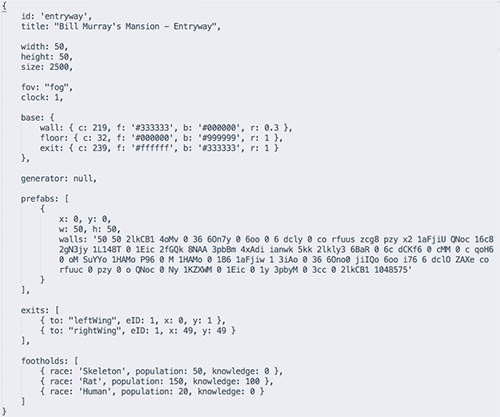 {
id: 'entryway',
title: "Bill Murray's Mansion - Entryway",
width: 50,
height: 50,
size: 2500,
fov: "fog",
clock: 1,
base: {
wall: { c: 219, f: '#333333', b: '#000000', r: 0.3 },
floor: { c: 32, f: '#000000', b: '#999999', r: 1 },
exit: { c: 239, f: '#ffffff', b: '#333333', r: 1 }
},
generator: null,
prefabs: [
{
x: 0, y: 0,
w: 50, h: 50,
walls: '50 50 2lkCB1 4oMv 0 36 6On7y 0 6oo 0 6 dcly 0 co rfuus zcg8 pzy x2 1aFjiU QNoc 16c8
2gN3jy 1L148T 0 1Eic 2fGQk 8NAA 3pbBm 4xAdi ianwk 5kk 2lkly3 6BaR 0 6c dCKf6 0 cMM 0 c qoH6
0 oM SuYYo 1HAMo P96 0 M 1HAMo 0 1B6 1aFjiw 1 3iAo 0 36 6Ono0 jiIQo 6oo i76 6 dclO ZAXe co
rfuuc 0 pzy 0 o QNoc 0 Ny 1KZXWM 0 1Eic 0 1y 3pbyM 0 3cc 0 2lkCB1 1048575'
}
],
exits: [
{ to: "leftWing", eID: 1, x: 0, y: 1 },
{ to: "rightWing", eID: 1, x: 49, y: 49 }
],
footholds: [
{ race: 'Skeleton', population: 50, knowledge: 0 },
{ race: 'Rat', population: 150, knowledge: 100 },
{ race: 'Human', population: 20, knowledge: 0 }
]
}